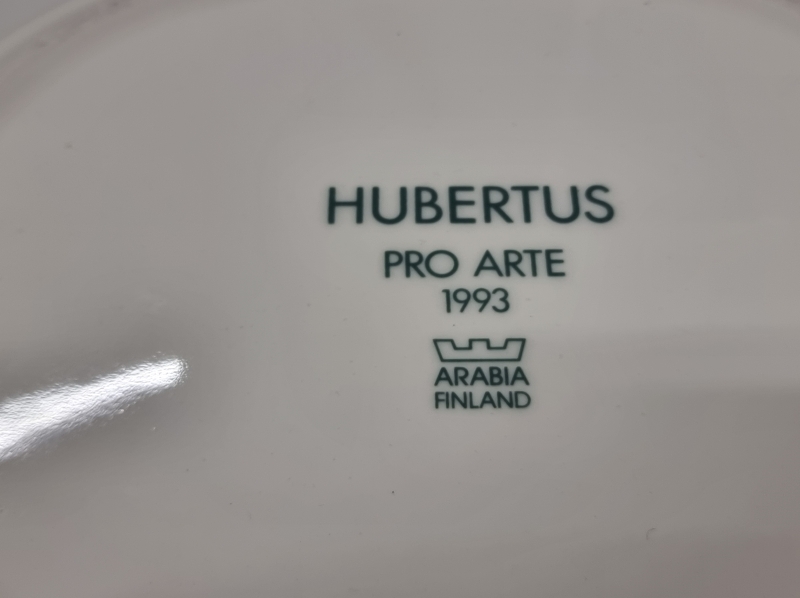 HUBERTUS
PRO ARTE
1993
ARABIA
FINLAND